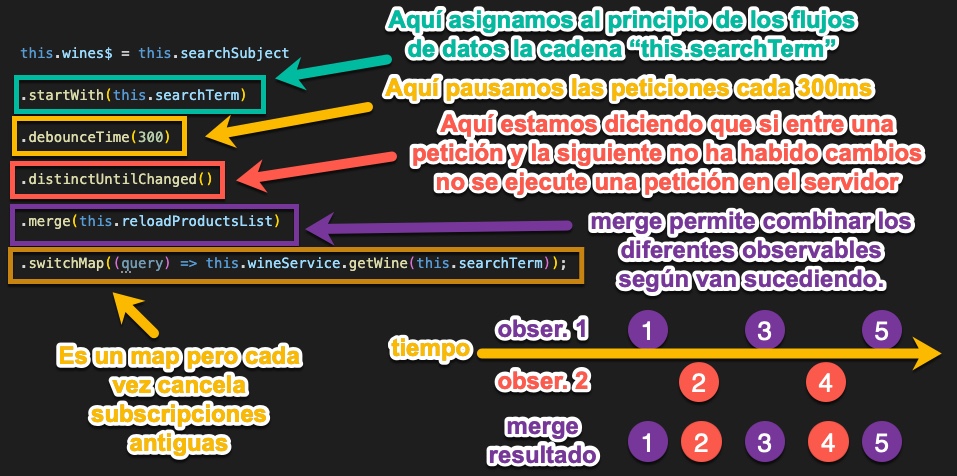 Aquí asignamos al principio de los flujos
de datos la cadena “this.searchTerm”
this.wines$ = this.searchSubject
.startWith(this.searchTerm)
Aquí pausamos las peticiones cada 300ms
.debounceTime(300)
Aquí estamos diciendo que si entre una
petición y la siguiente no ha habido cambios
no se ejecute una petición en el servidor
.distinctUntilChanged()
.merge(this.reloadProductsList)
merge permite combinar los
diferentes observables
según van sucediendo.
.switchMap((query) => this.wineService.getWine(this.searchTerm));
Es un map pero cada
vez cancela
subscripciones
antiguas
obser. 1 1 3 5
tiempo
obser. 2 2 4
merge
resultado 1 2 3 4 5